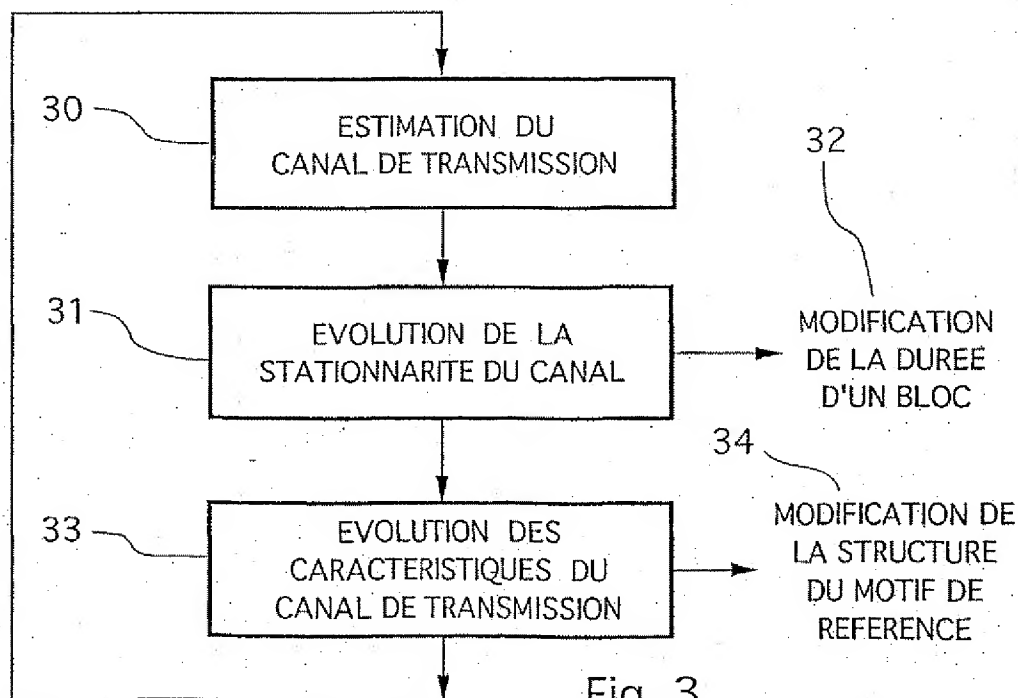 30
ESTIMATION DU
CANAL DE TRANSMISSION
32
31
EVOLUTION DE LA
STATIONNARITE DU CANAL
MODIFICATION
DE LA DUREE
D'UN BLOC
34
33
EVOLUTION DES
CARACTERISTIQUES DU
CANAL DE TRANSMISSION
MODIFICATION DE
LA STRUCTURE
DU MOTIF DE
REFERENCE
Fig. 3